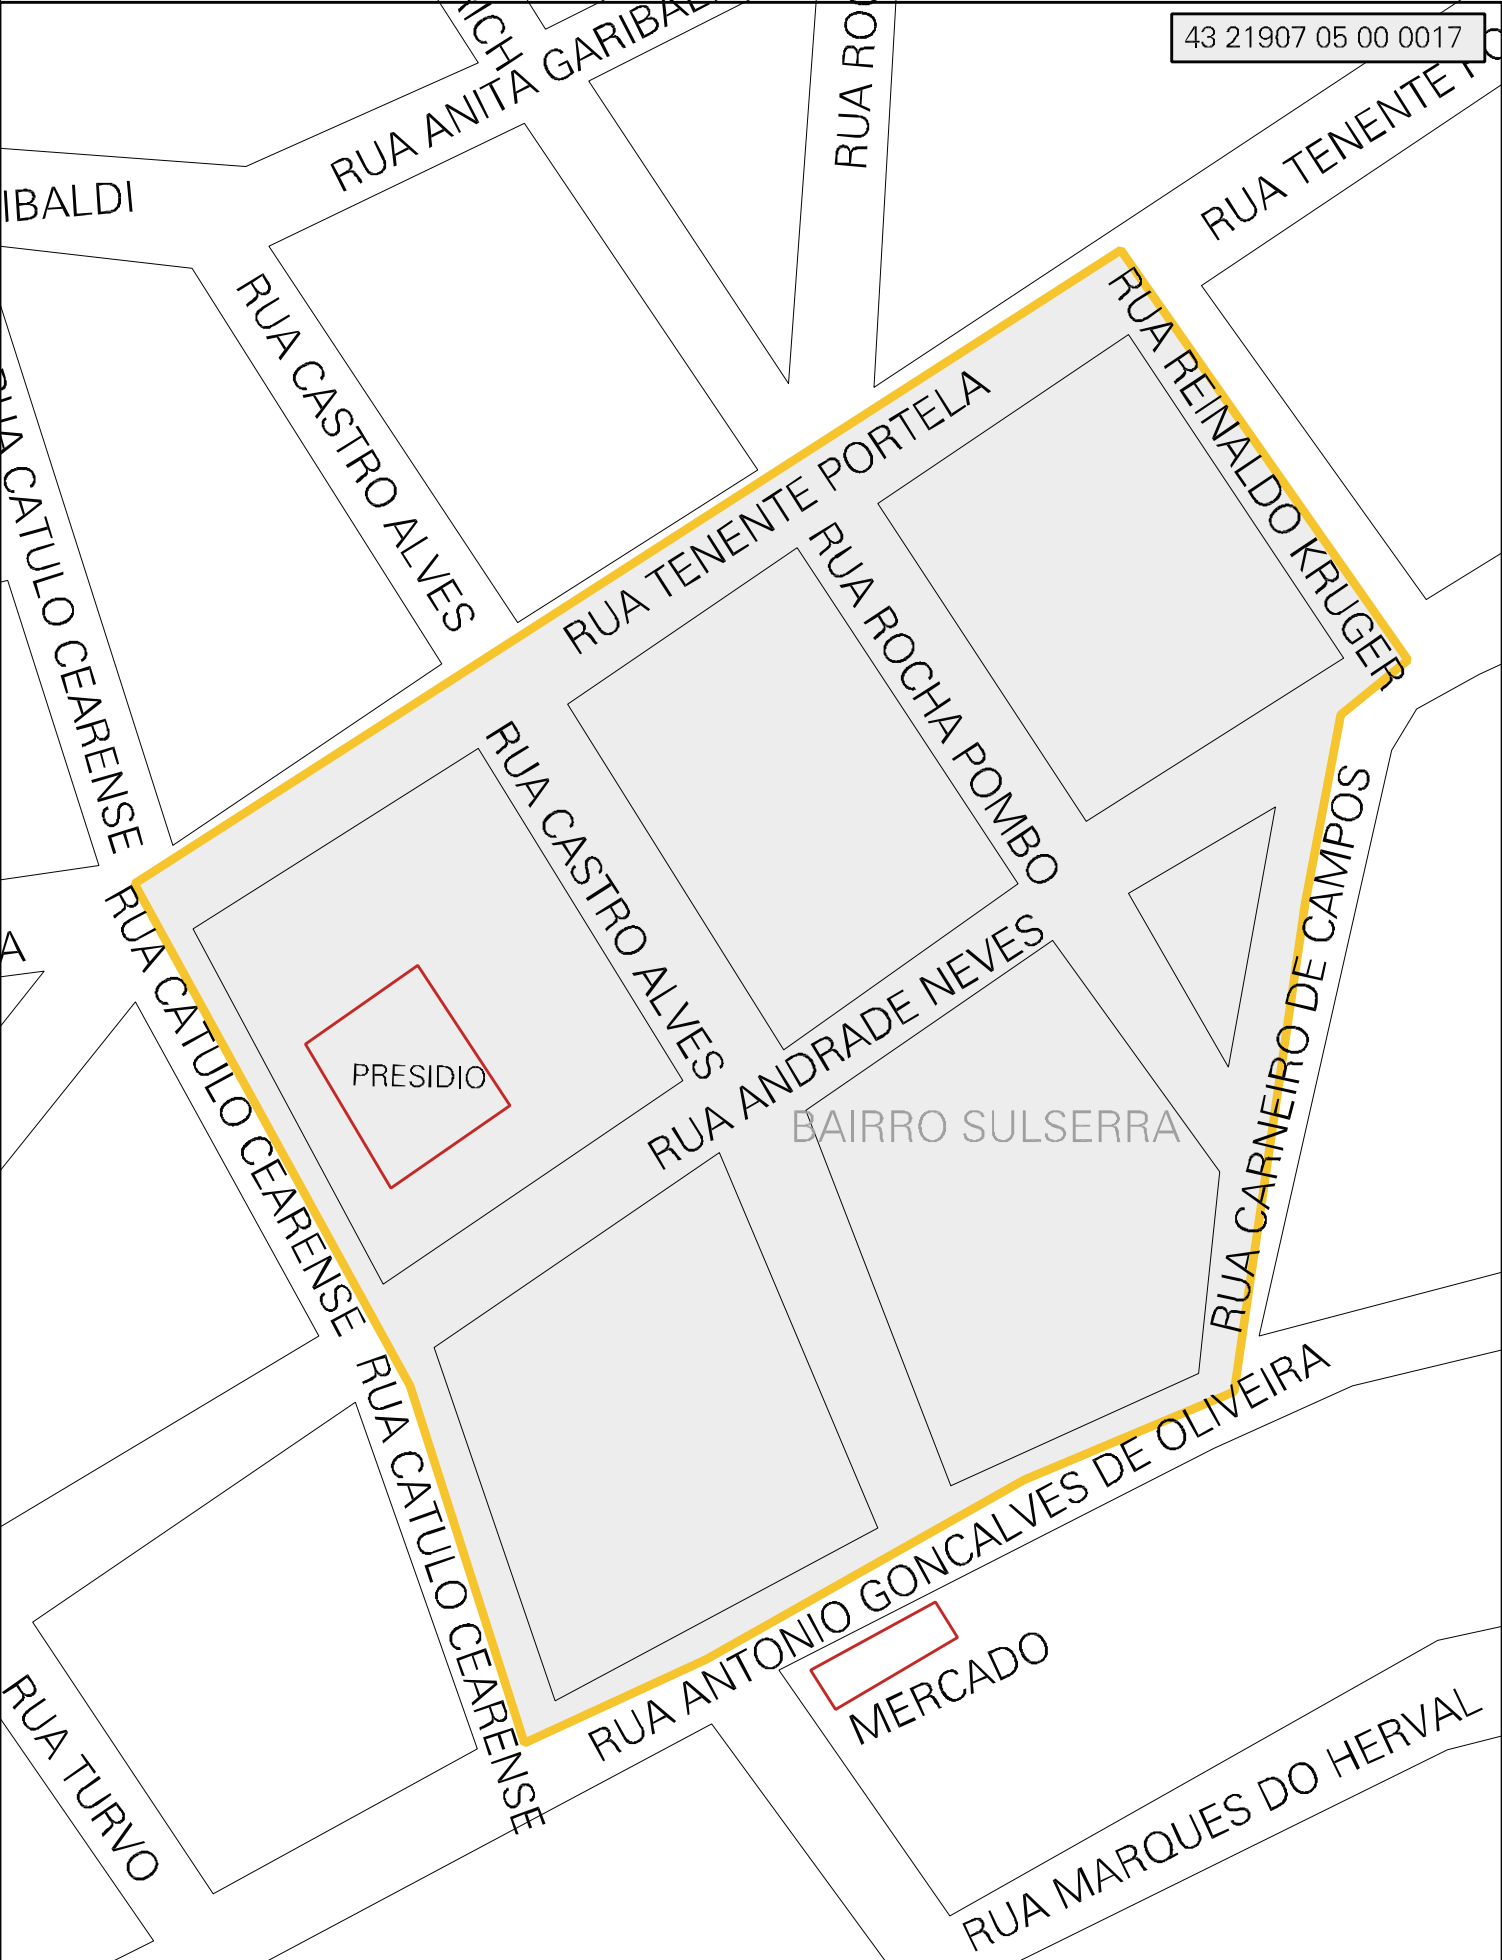 43 21907 05 00 0017
RUA ANITA GARIBAL
RUA ROC
RUA TENENTE PO
IBALDI
RUA CASTRO ALVES
RUA REINALDO KRUGER
RUA CATULO CEARENSE
RUA TENENTE PORTELA
RUA ROCHA POMBO
RUA CASTRO ALVES
RUA CARNEIRO DE CAMPOS
RUA CATULO CEARENSE
A
PRESIDIO
RUA ANDRADE NEVES
BAIRRO SULSERRA
RUA CATULO CEARENSE
RUA ANTONIO GONCALVES DE OLIVEIRA
MERCADO
RUA TURVO
RUA MARQUES DO HERVAL